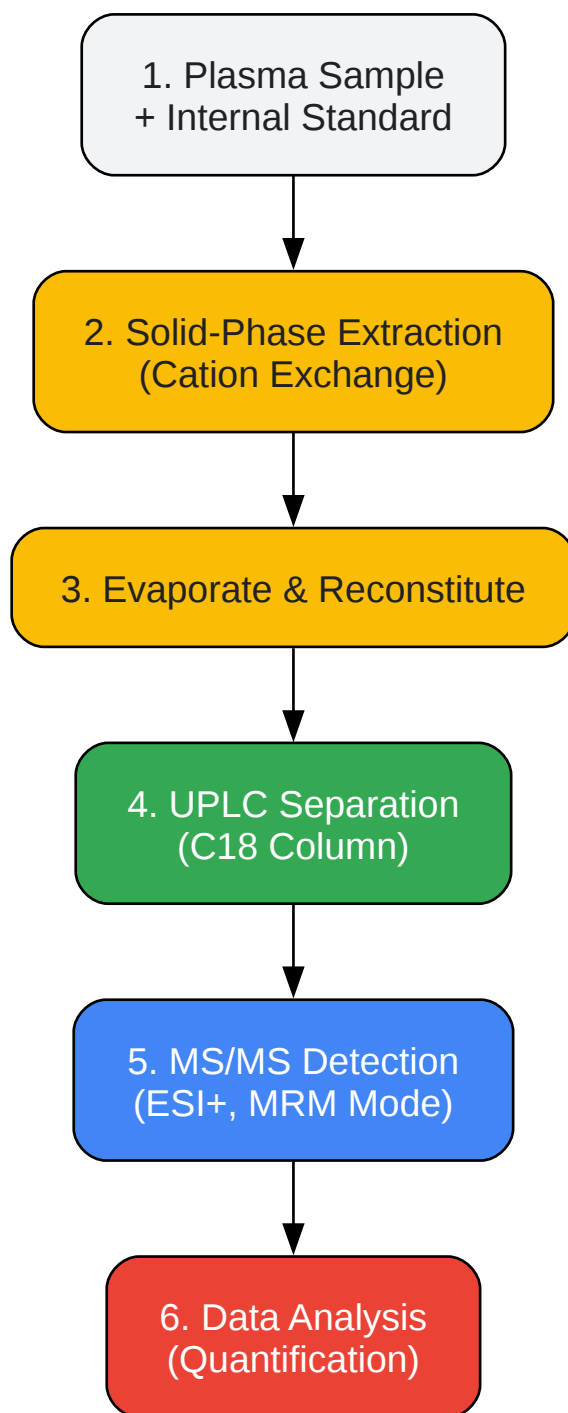 1. Plasma Sample
+ Internal Standard
2. Solid-Phase Extraction
(Cation Exchange)
3. Evaporate & Reconstitute
4. UPLC Separation
(C18 Column)
5. MS/MS Detection
(ESI+, MRM Mode)
6. Data Analysis
(Quantification)